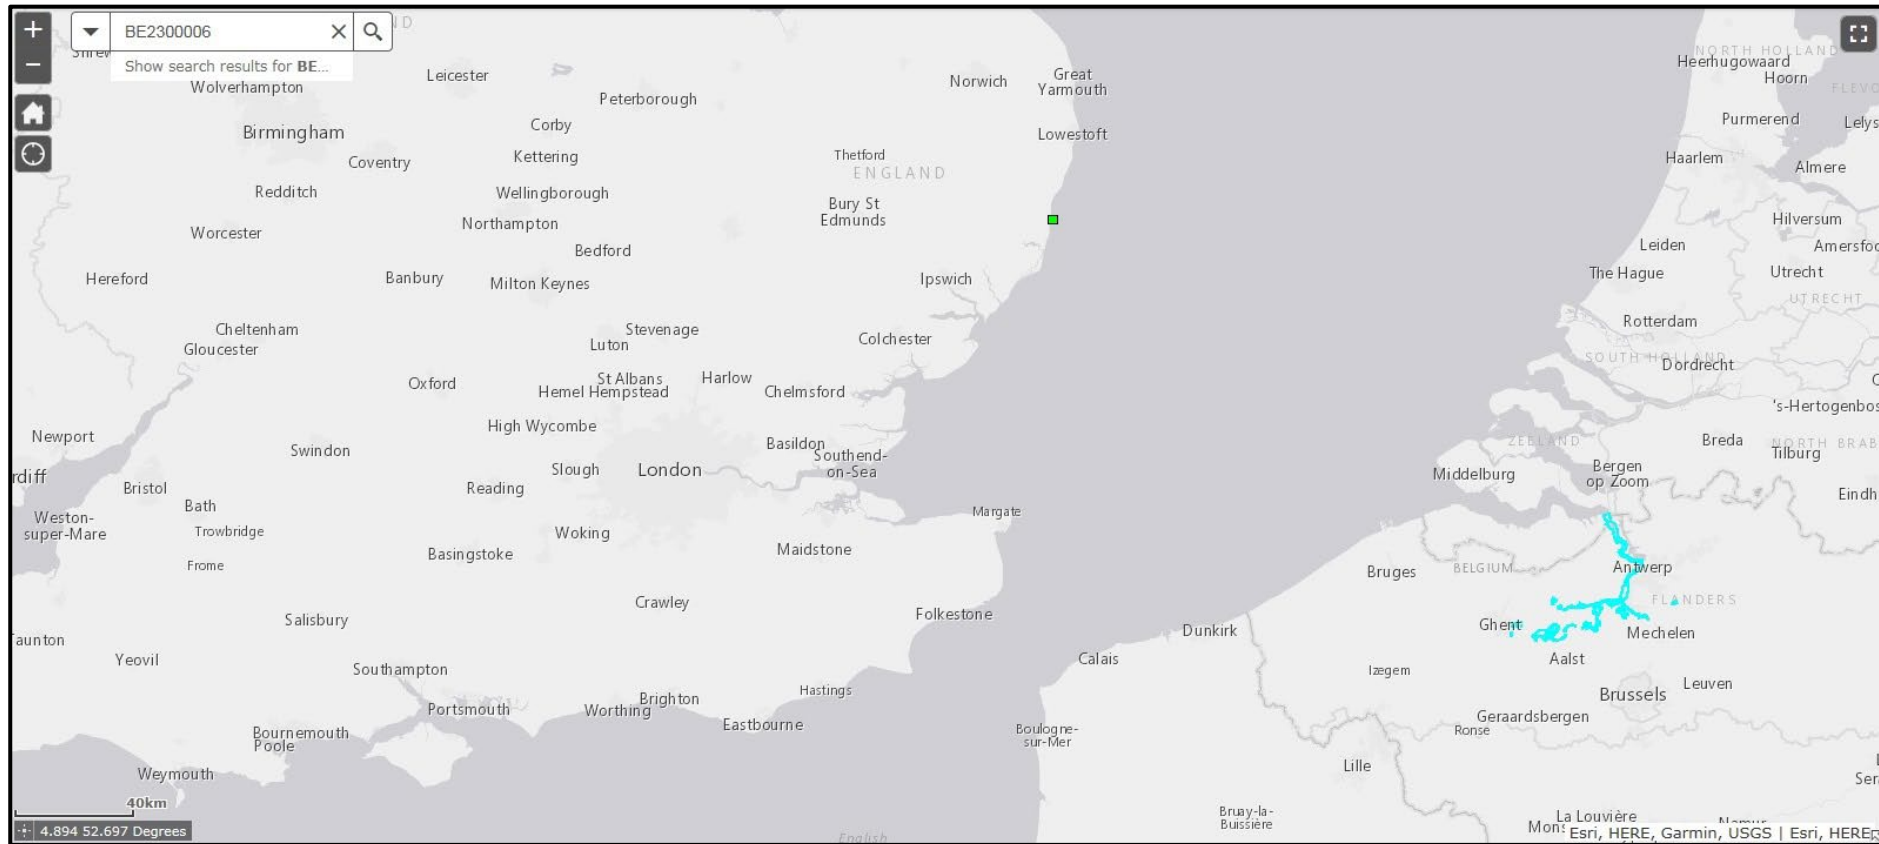 +
BE2300006
Show search results for BE...
−
Wolverhampton
Leicester
Peterborough
Norwich
Great
Yarmouth
NORTH HOLLAND
Heerhugowaard
Hoorn
Birmingham
Corby
Lowestoft
Purmerend
Coventry
Kettering
Thetford
ENGLAND
Haarlem
Almere
Redditch
Wellingborough
Bury St
Edmunds
Hilversum
Worcester
Northampton
Bedford
Leiden
Hereford
Banbury
Milton Keynes
Ipswich
The Hague
Utrecht
UTRECHT
Cheltenham
Gloucester
Stevenage
Luton
Colchester
Rotterdam
SOUTH HOLLAND
Dordrecht
Oxford
St Albans
Hemel Hempstead
Harlow
Chelmsford
Newport
Swindon
High Wycombe
Basildon
Southend-
on-Sea
ZEELAND
Breda
Tilburg
Slough
London
Middelburg
Bergen
op Zoom
Bristol
Reading
Bath
Weston-
super-Mare
Trowbridge
Woking
Margate
Frome
Basingstoke
Maidstone
Bruges
BELGIUM
Antwerp
Salisbury
Crawley
Folkestone
FLANDERS
Yeovil
Southampton
Dunkirk
Ghent
Mechelen
Calais
Aalst
Izegem
Portsmouth
Worthing
Brighton
Hastings
Eastbourne
Brussels
Leuven
Bournemouth
Poole
Boulogne-
sur-Mer
Geraardsbergen
Ronse
Weymouth
Lille
40km
Bruay-la-
Buissière
La Louvière
4.894 52.697 Degrees
English
Esri, HERE, Garmin, USGS | Esri, HERE